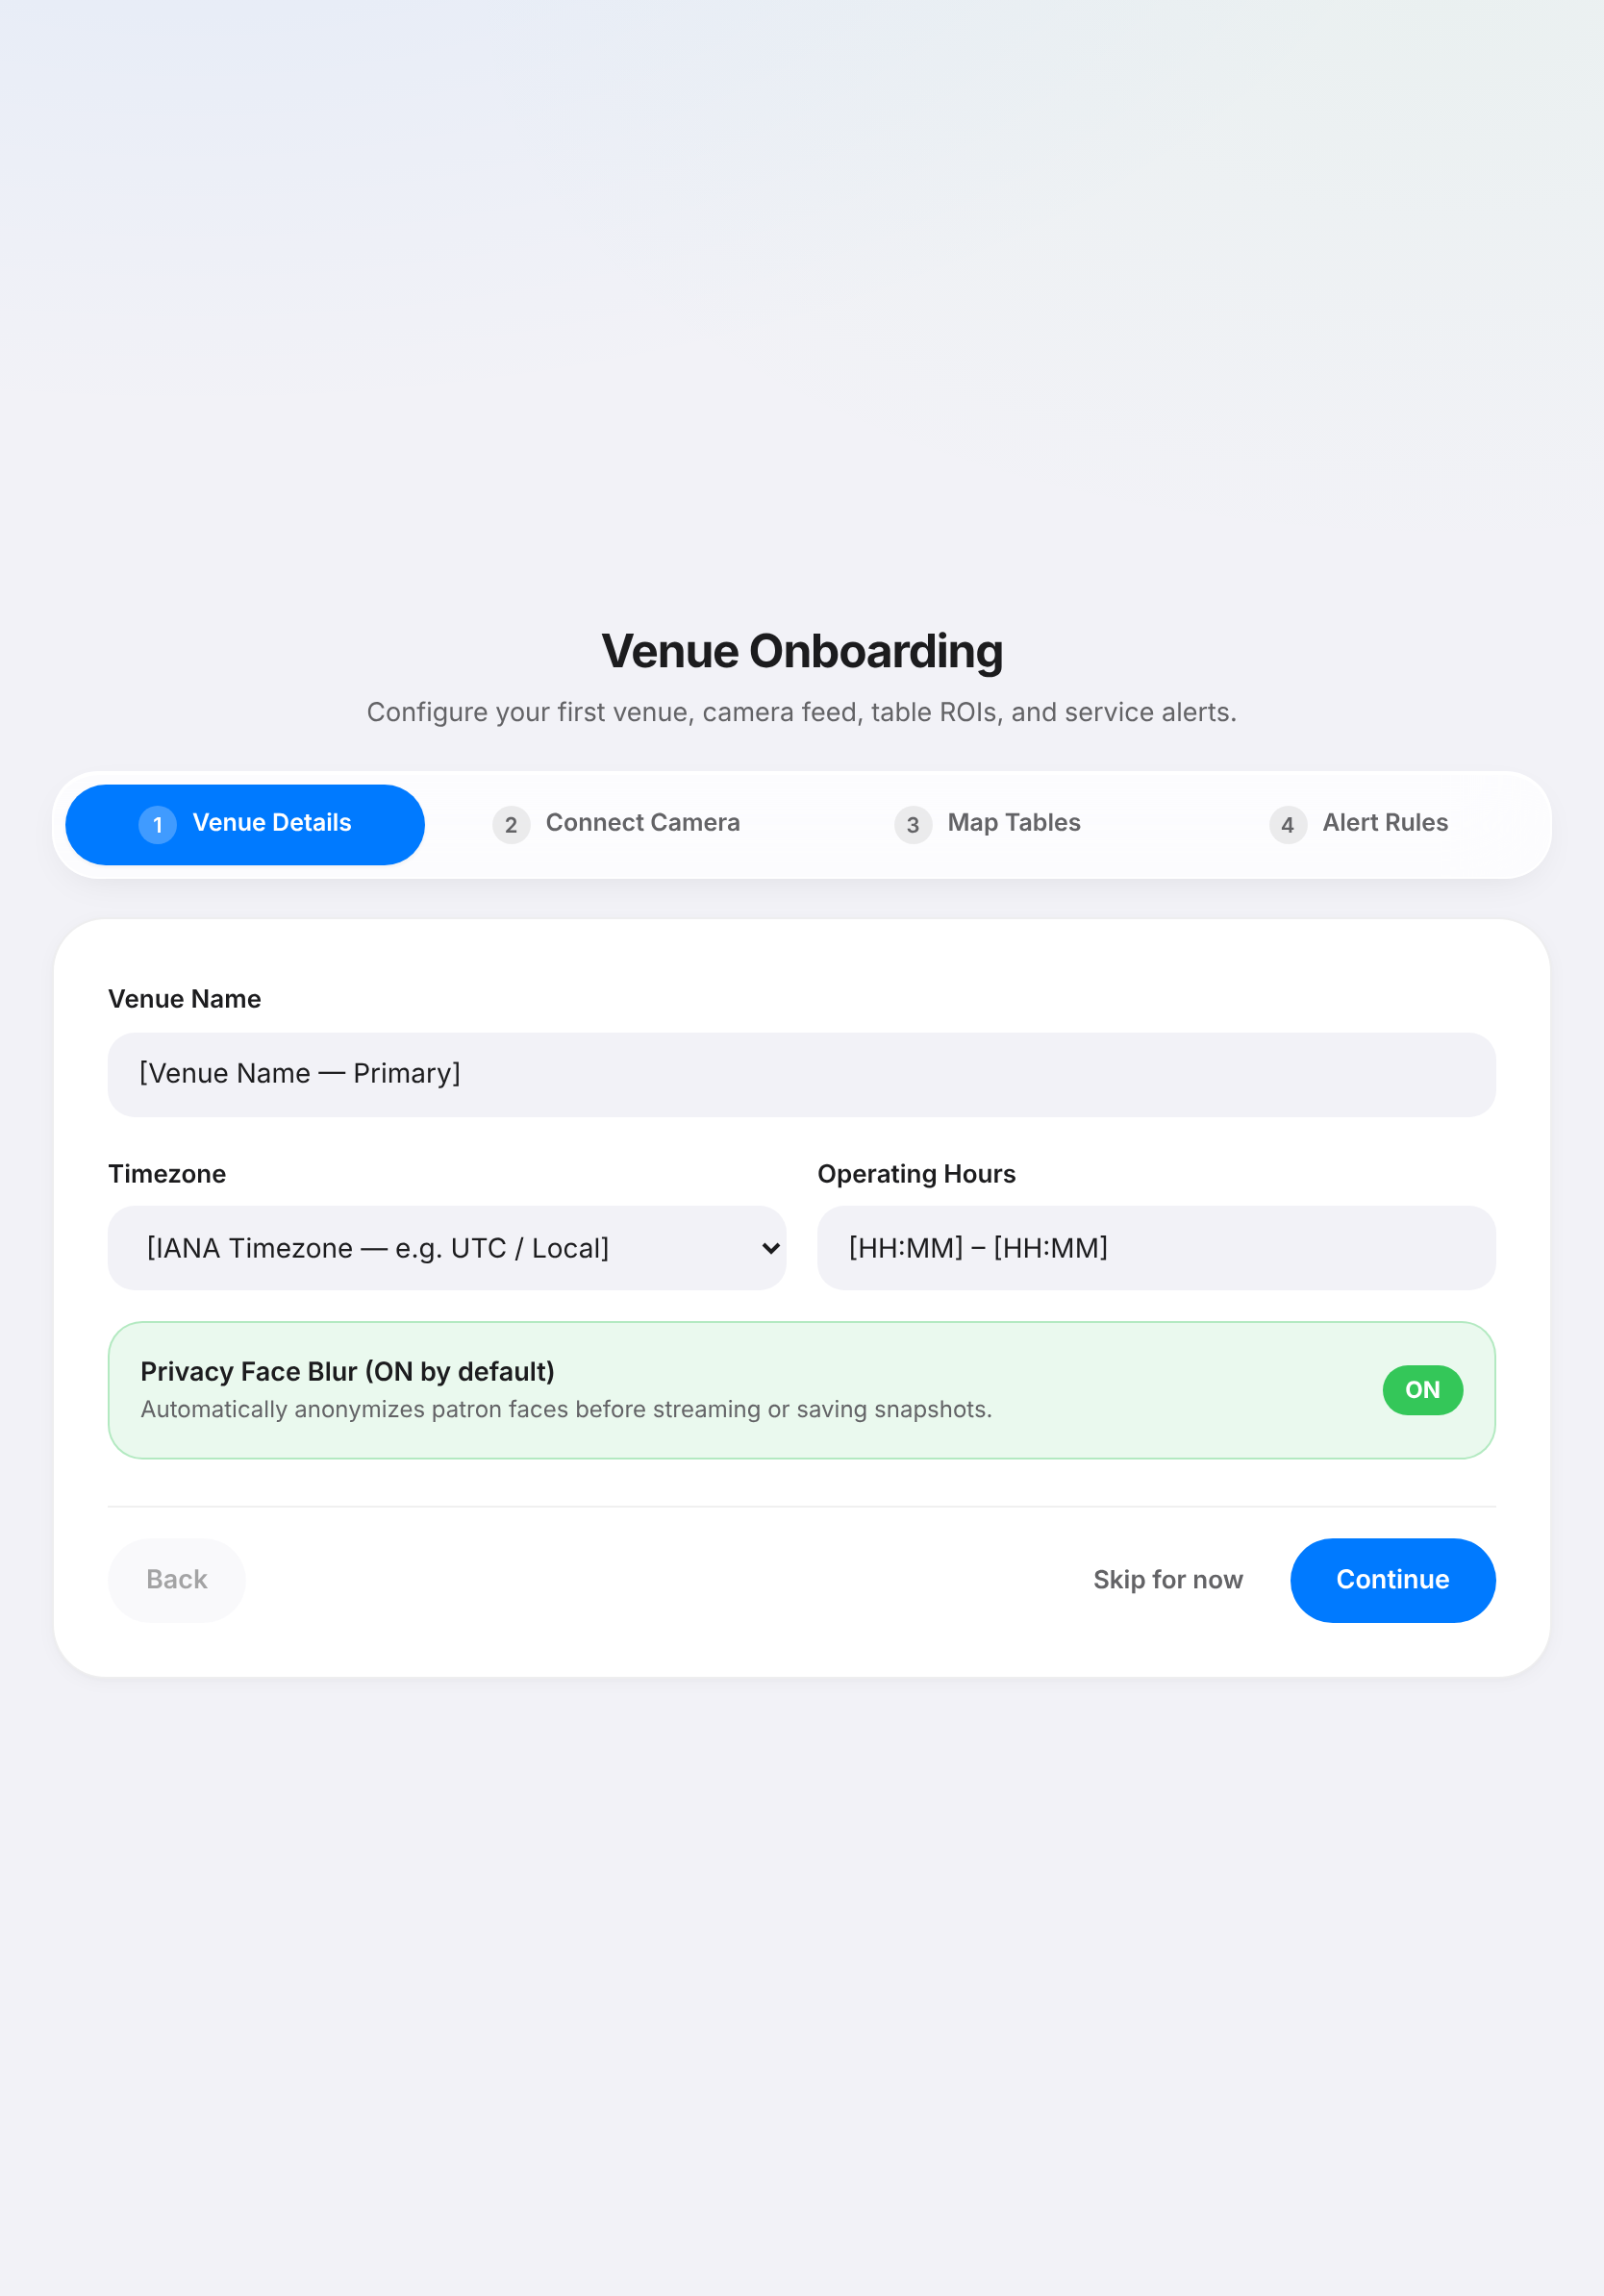 Venue Onboarding
Configure your first venue, camera feed, table ROIs, and service alerts.
1 Venue Details 2 Connect Camera 3 Map Tables 4 Alert Rules
Venue Name
[Venue Name — Primary]
Timezone Operating Hours
[IANA Timezone — e.g. UTC / Local] [HH:MM] – [HH:MM]
Privacy Face Blur (ON by default)
Automatically anonymizes patron faces before streaming or saving snapshots.
ON
Back Skip for now Continue